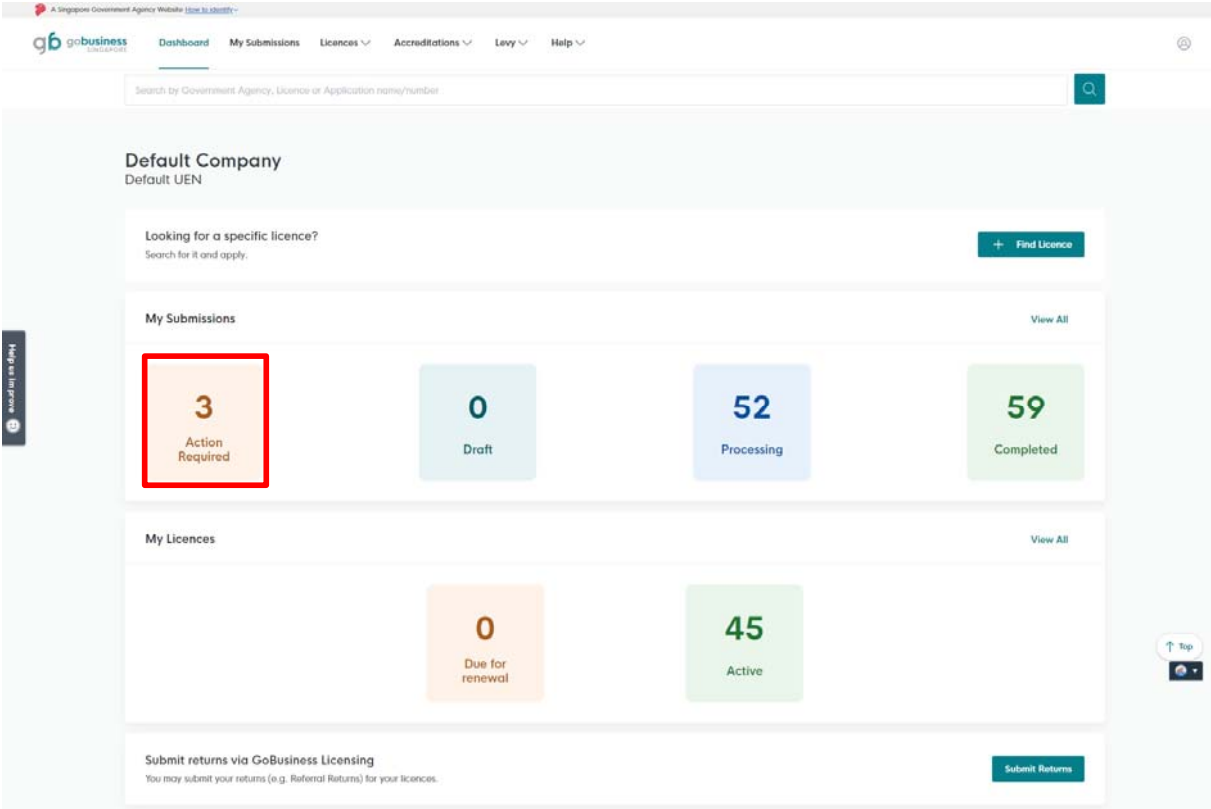 A Singapore Government Agency Website How to identify
gb gobusiness
SINGAPORE
Dashboard My Submissions Licences Accreditations Levy Help
Search by Government Agency, Licence or Application name/number
Default Company
Default UEN
Looking for a specific licence?
Search for it and apply.
+ Find Licence
My Submissions
View All
3
Action
Required
0
Draft
52
Processing
59
Completed
Help us improve
My Licences
View All
0
Due for
renewal
45
Active
↑ Top
Submit returns via GoBusiness Licensing
You may submit your returns (e.g. Referral Returns) for your licences.
Submit Returns